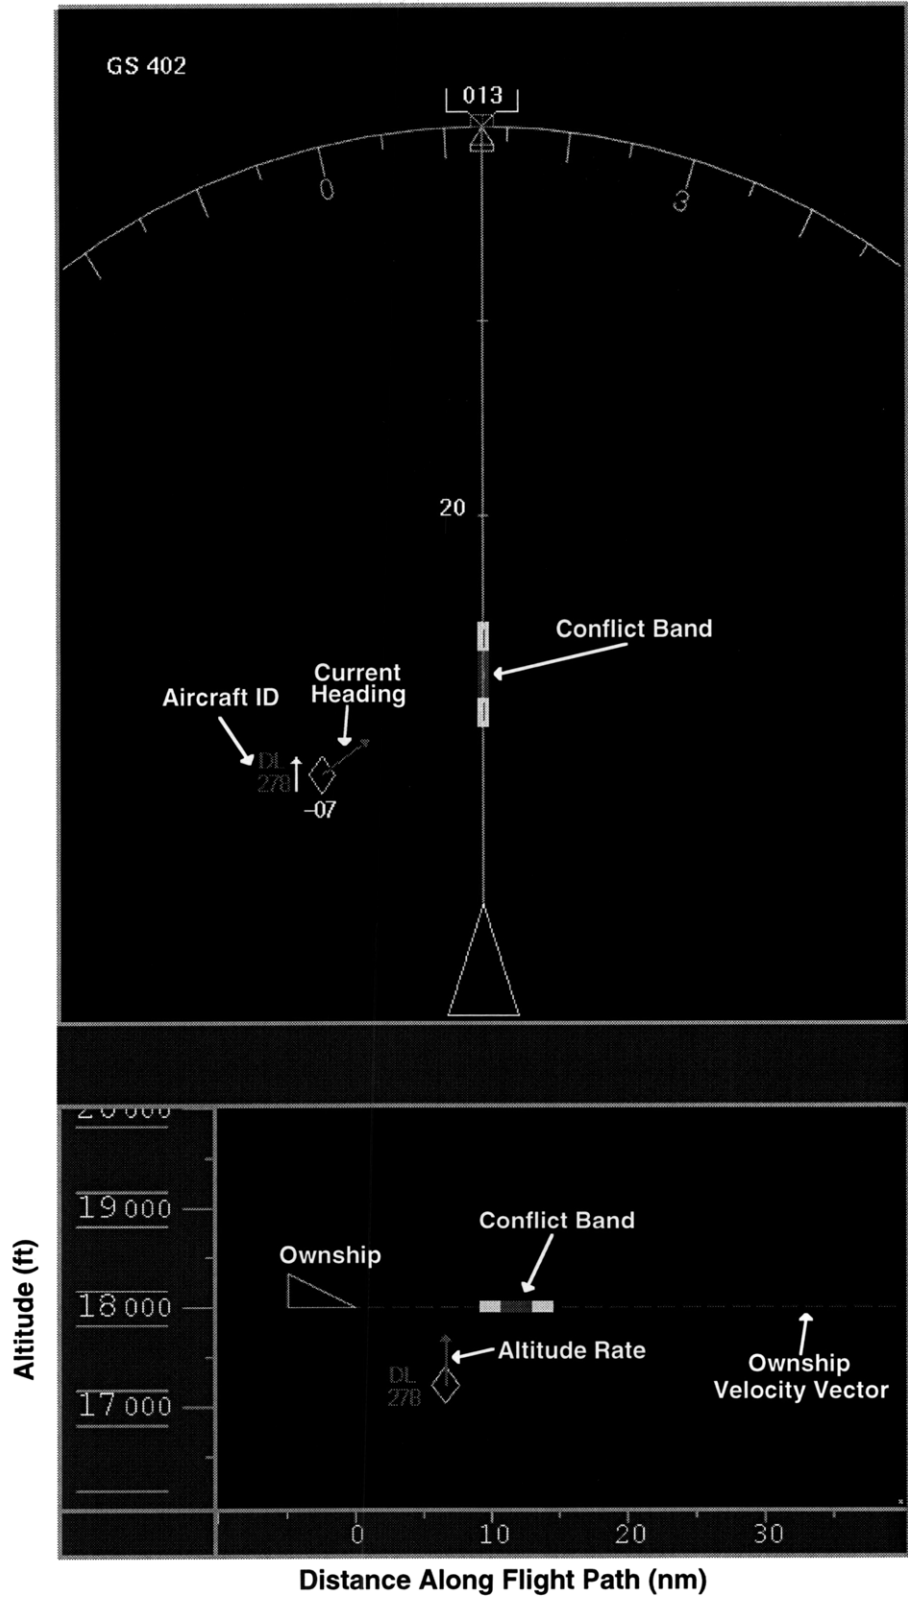 GS 402
013
0
3
20
Conflict Band
Current
Heading
Aircraft ID
DL
278
-07
20 000
19 000
Conflict Band
Ownship
18 000
Altitude Rate
Ownship
Velocity Vector
DL
278
17 000
Altitude (ft)
0 10 20 30
Distance Along Flight Path (nm)